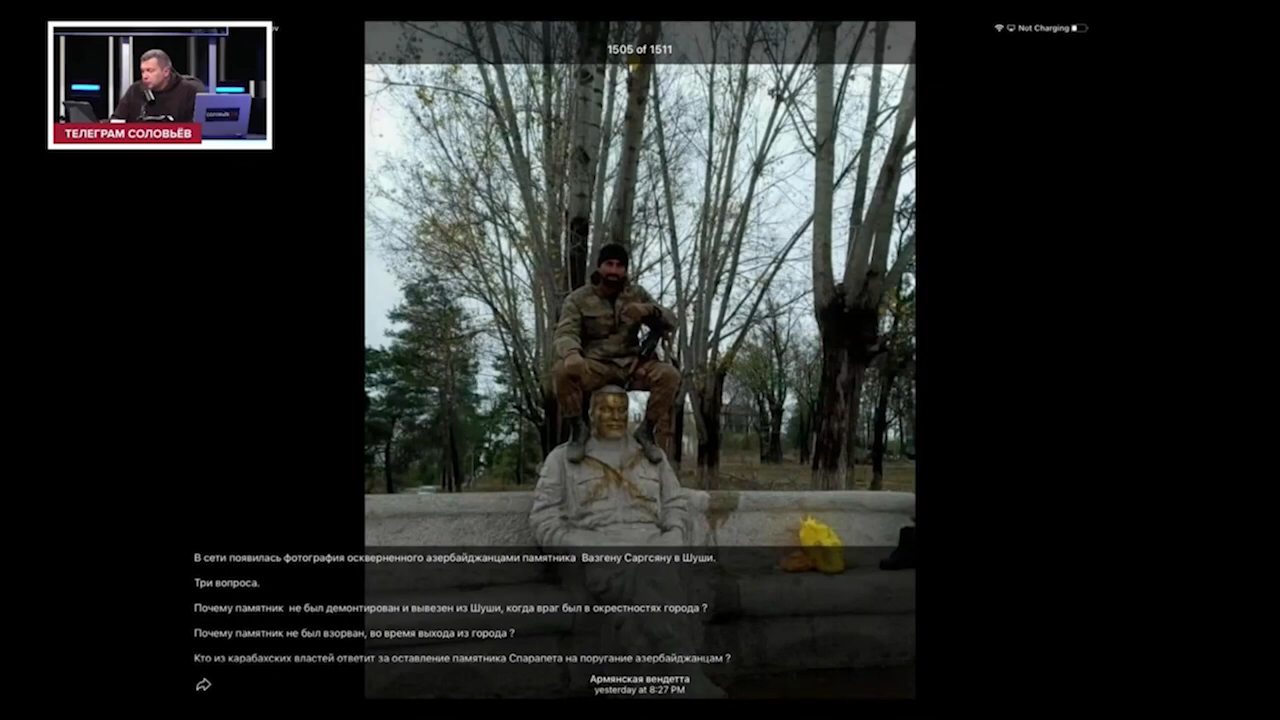 1505 of 1511
Not Charging
ТЕЛЕГРАМ СОЛОВЬЁВ
В сети появилась фотография оскверненного азербайджанцами памятника Вазгену Саргсяну в Шуши.
Три вопроса.
Почему памятник не был демонтирован и вывезен из Шуши, когда враг был в окрестностях города ?
Почему памятник не был взорван, во время выхода из города ?
Кто из карабахских властей ответит за оставление памятника Спарапета на поругание азербайджанцам ?
Армянская вендетта
yesterday at 8:27 PM